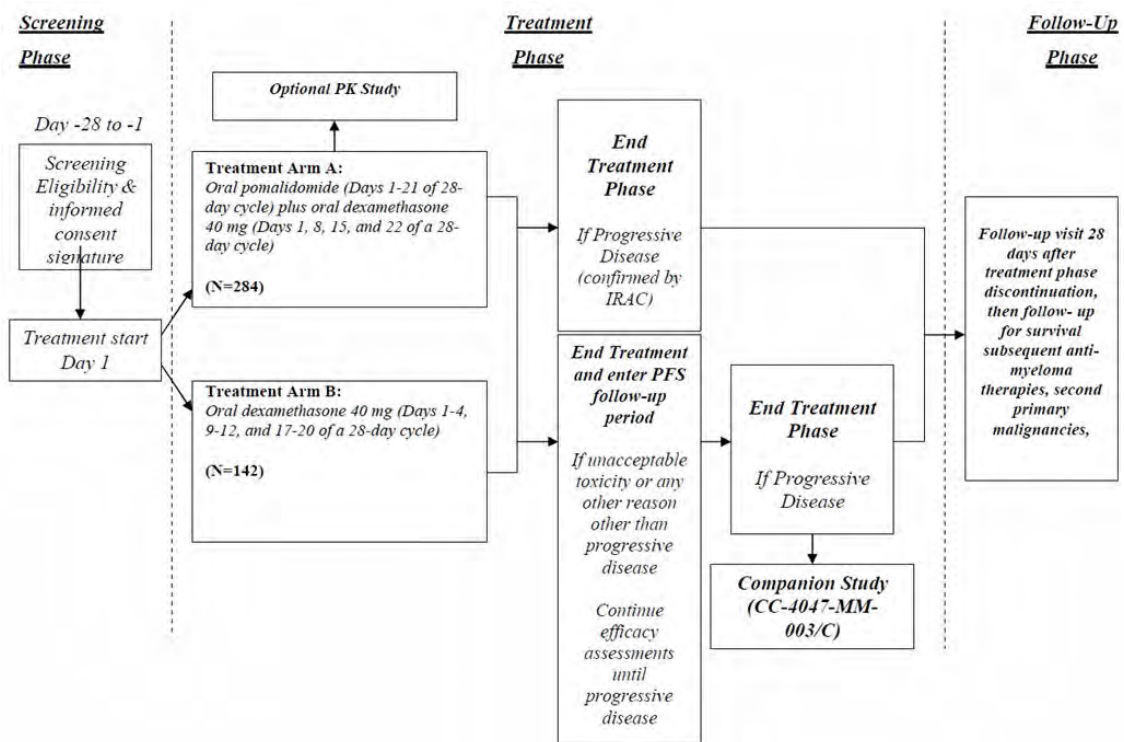 Screening
Phase
Treatment
Phase
Follow-Up
Phase
Day -28 to -1
Screening
Eligibility &
informed
consent
signature
Treatment start
Day 1
Optional PK Study
Treatment Arm A:
Oral pomalidomide (Days 1-21 of 28-
day cycle) plus oral dexamethasone
40 mg (Days 1, 8, 15, and 22 of a 28-
day cycle)
(N=284)
Treatment Arm B:
Oral dexamethasone 40 mg (Days 1-4,
9-12, and 17-20 of a 28-day cycle)
(N=142)
End
Treatment
Phase
If Progressive
Disease
(confirmed by
IRAC)
End Treatment
and enter PFS
follow-up
period
If unacceptable
toxicity or any
other reason
other than
progressive
disease
Continue
efficacy
assessments
until
progressive
disease
End Treatment
Phase
If Progressive
Disease
Companion Study
(CC-4047-MM-
003/C)
Follow-up visit 28
days after
treatment phase
discontinuation,
then follow- up
for survival
subsequent anti-
myeloma
therapies, second
primary
malignancies,